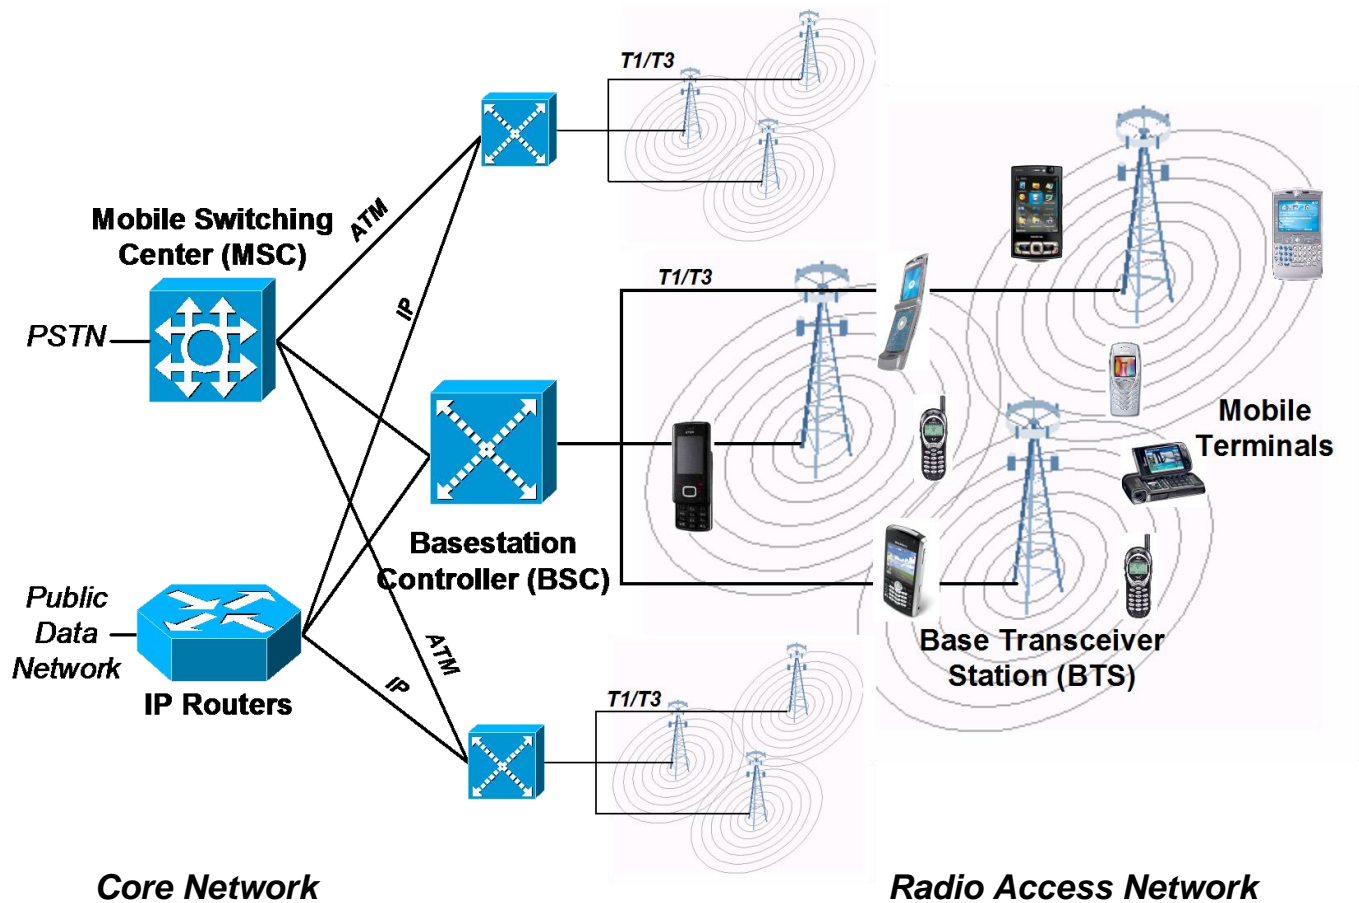 T1/T3
ATM
Mobile Switching
Center (MSC)
IP
T1/T3
PSTN
Mobile
Terminals
Basestation
Controller (BSC)
Public
Data
Network
ATM
IP
Base Transceiver
Station (BTS)
IP Routers
T1/T3
Core Network
Radio Access Network